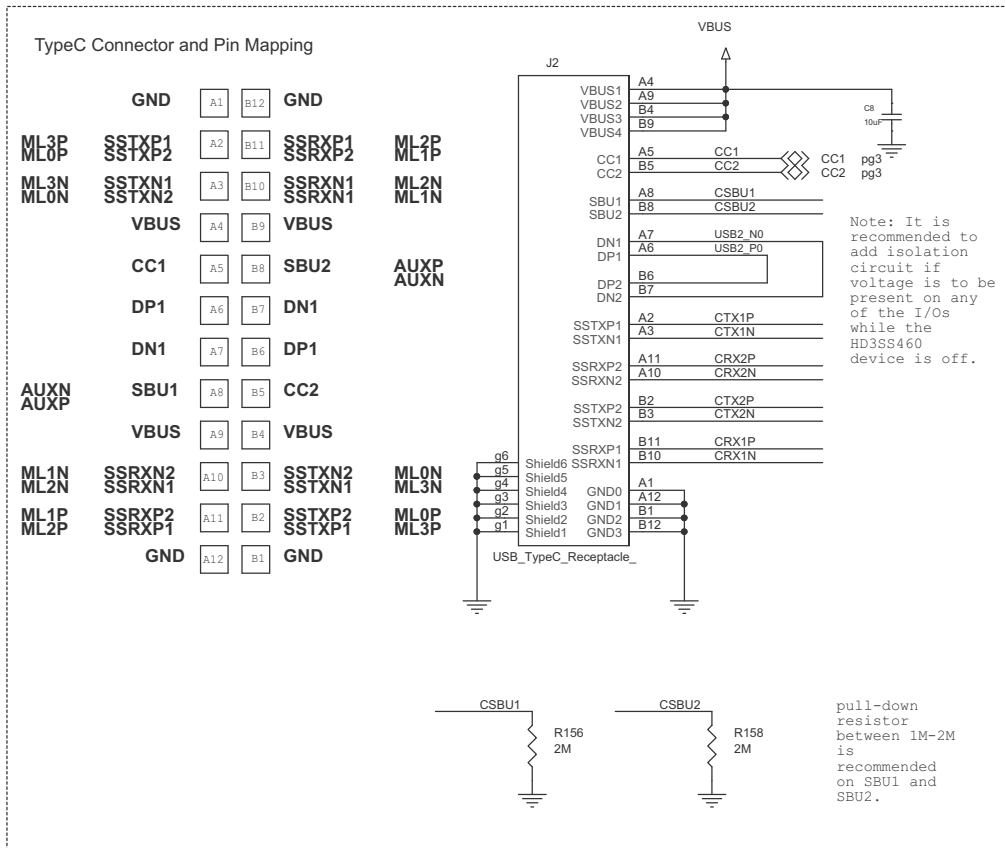 TypeC Connector and Pin Mapping
GND A1 B12 GND
ML3P SSTXP1 A2 B11 SSRXP1 ML2P
ML0P SSTXP2 SSRXP2 ML1P
ML3N SSTXN1 A3 B10 SSRXN1 ML2N
ML0N SSTXN2 SSRXN1 ML1N
VBUS A4 B9 VBUS
CC1 A5 B8 SBU2 AUXP
AUXN
DP1 A6 B7 DN1
DN1 A7 B6 DP1
AUXN SBU1 A8 B5 CC2
AUXP
VBUS A9 B4 VBUS
ML1N SSRXN2 A10 B3 SSTXN2 ML0N
ML2N SSRXN1 SSTXN1 ML3N
ML1P SSRXP2 A11 B2 SSTXP2 ML0P
ML2P SSRXP1 SSTXP1 ML3P
GND A12 B1 GND
VBUS
J2
VBUS1 A4
VBUS2 A9
VBUS3 B4
VBUS4 B9
C8
10uF
CC1 A5 CC1 CC1 pg3
CC2 B5 CC2 CC2 pg3
SBU1 A8 CSBU1
SBU2 B8 CSBU2
DN1 A7 USB2_N0
DP1 A6 USB2_P0
DP2 B6
DN2 B7
SSTXP1 A2 CTX1P
SSTXN1 A3 CTX1N
SSRXP2 A11 CRX2P
SSRXN2 A10 CRX2N
SSTXP2 B2 CTX2P
SSTXN2 B3 CTX2N
SSRXP1 B11 CRX1P
SSRXN1 B10 CRX1N
g6 Shield6
g5 Shield5
g4 Shield4 GND0 A1
g3 Shield3 GND1 A12
g2 Shield2 GND2 B1
g1 Shield1 GND3 B12
USB_TypeC_Receptacle_
Note: It is
recommended to
add isolation
circuit if
voltage is to be
present on any
of the I/Os
while the
HD3SS460
device is off.
CSBU1
R156
2M
CSBU2
R158
2M
pull-down
resistor
between 1M-2M
is
recommended
on SBU1 and
SBU2.